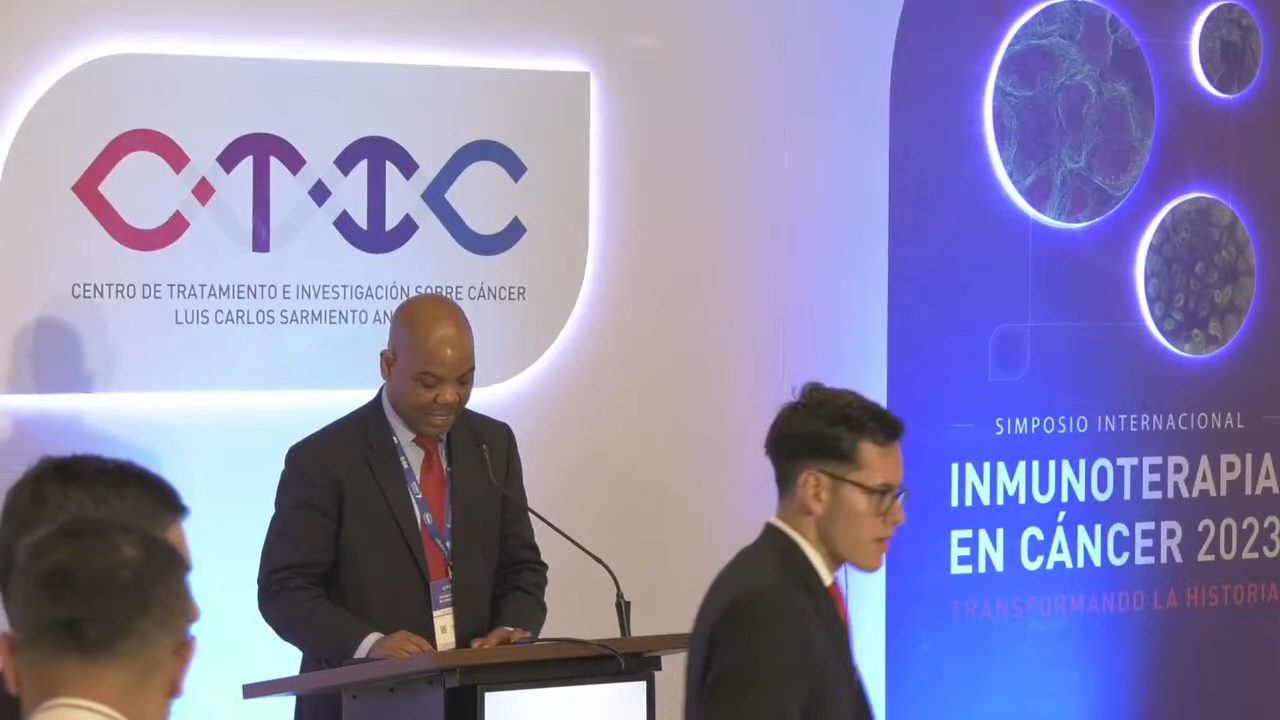 CTIC
CENTRO DE TRATAMIENTO E INVESTIGACIÓN SOBRE CÁNCER
LUIS CARLOS SARMIENTO
SIMPOSIO INTERNACIONAL
INMUNOTERAPIA
EN CÁNCER 2023
TRANSFORMANDO LA HISTORIA